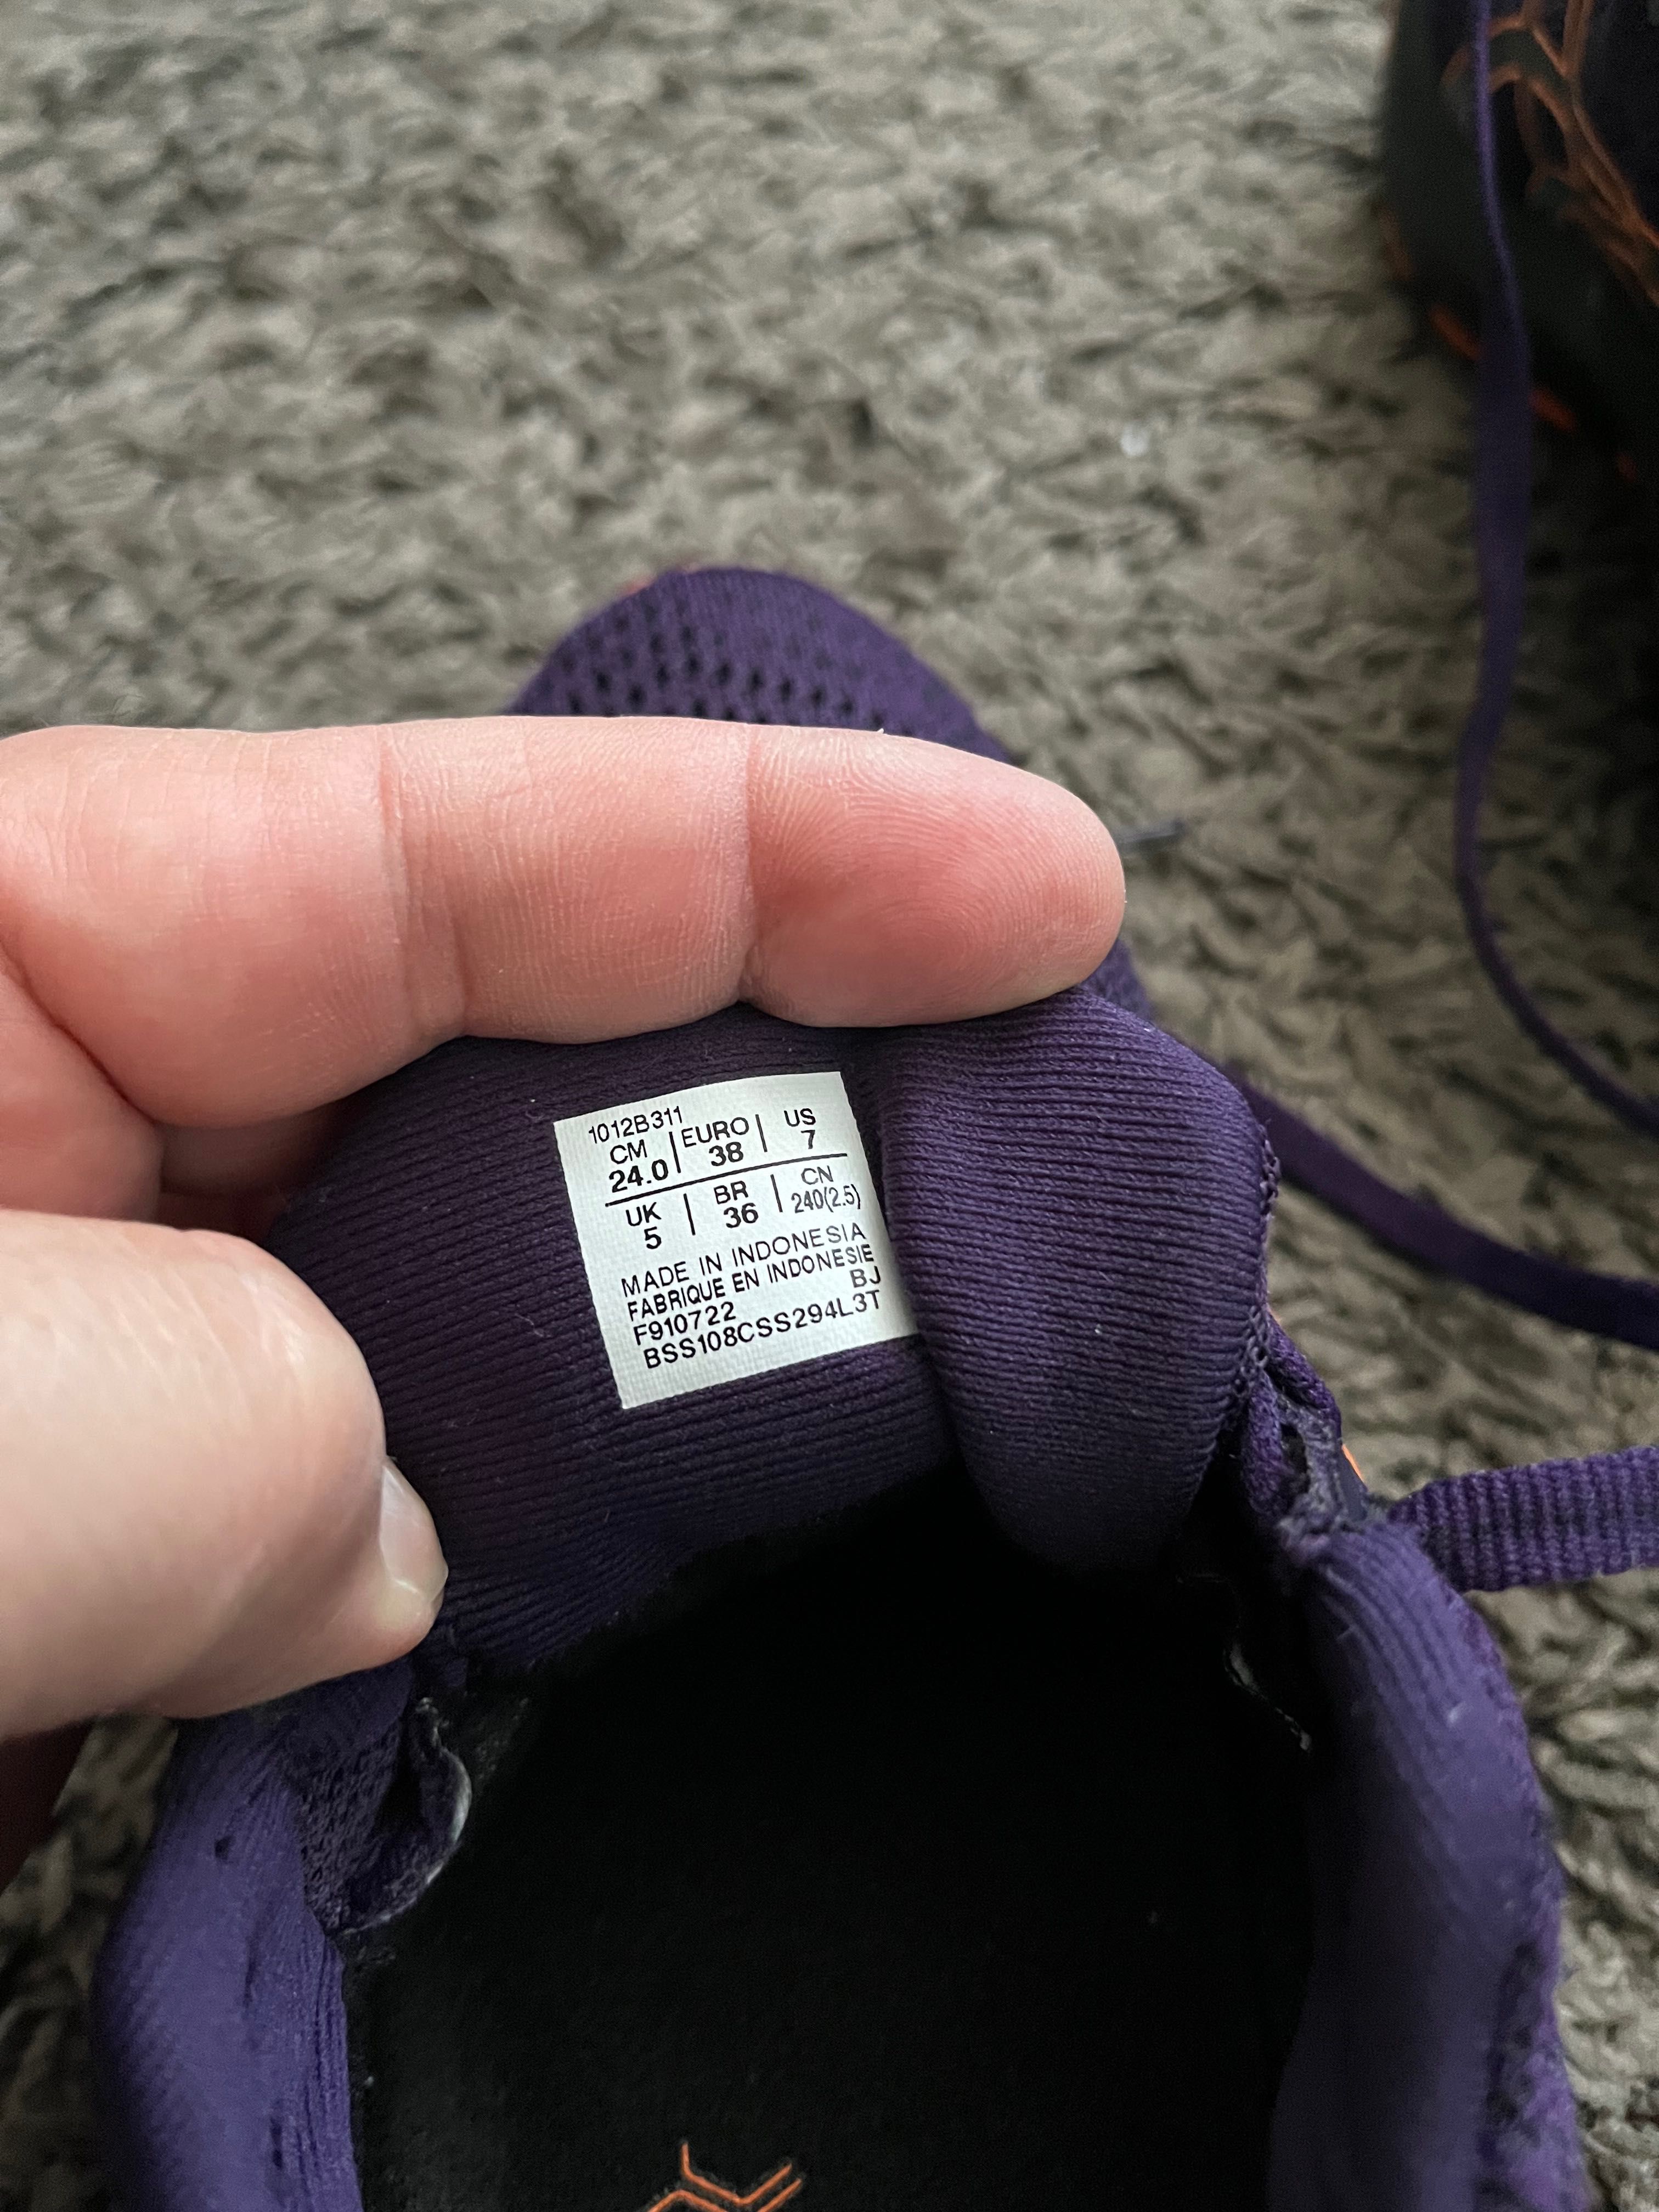 1012B311
CM | EURO | US
24.0 | 38 | 7
UK | BR | CN
5 | 36 | 240(2.5)
MADE IN INDONESIA
FABRIQUE EN INDONESIE
BJ
F910722
BSS108CSS294L3T